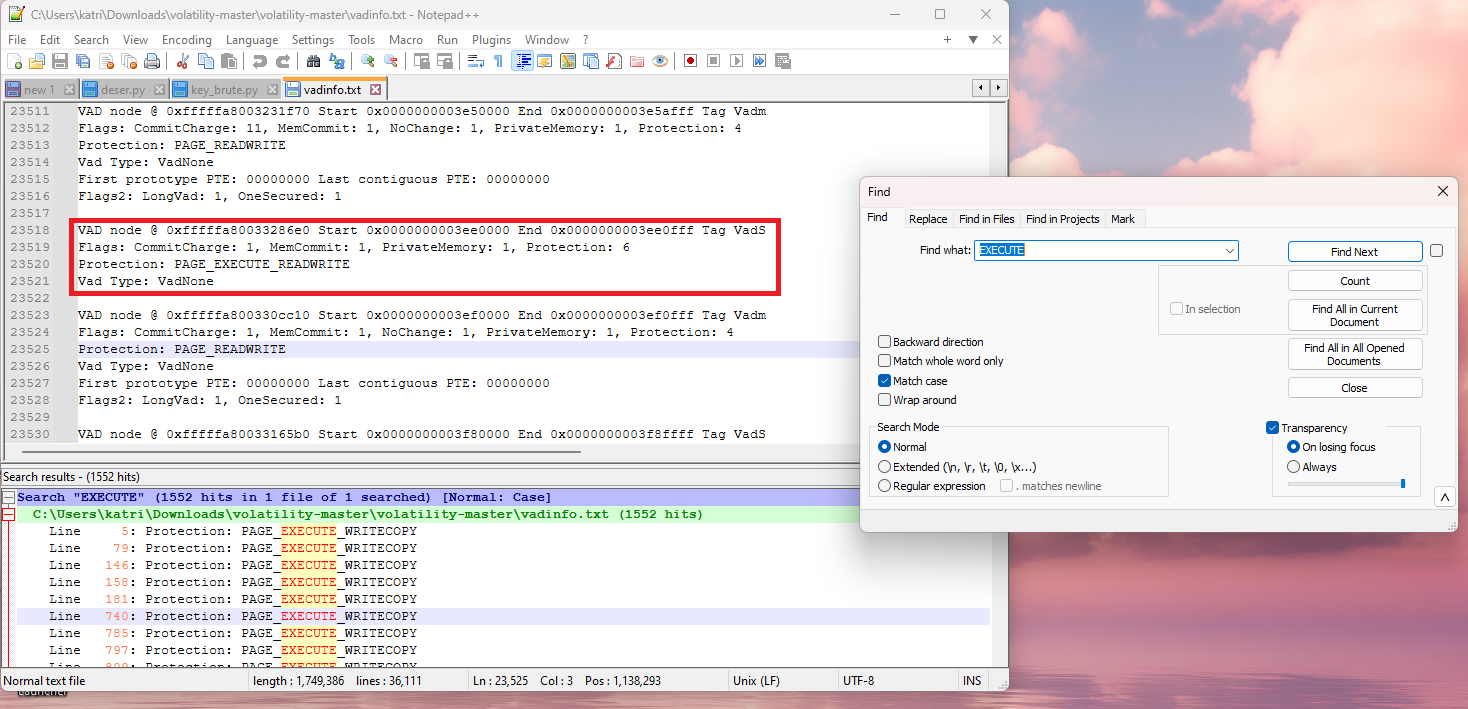 C:\Users\katri\Downloads\volatility-master\volatility-master\vadinfo.txt - Notepad++
File Edit Search View Encoding Language Settings Tools Macro Run Plugins Window ?
new 1 deser.py key_brute.py vadinfo.txt
23511 VAD node @ 0xfffffa8003231f70 Start 0x0000000003e50000 End 0x0000000003e5afff Tag Vadm
23512 Flags: CommitCharge: 11, MemCommit: 1, NoChange: 1, PrivateMemory: 1, Protection: 4
23513 Protection: PAGE_READWRITE
23514 Vad Type: VadNone
23515 First prototype PTE: 00000000 Last contiguous PTE: 00000000
23516 Flags2: LongVad: 1, OneSecured: 1
23517
23518 VAD node @ 0xfffffa80033286e0 Start 0x0000000003ee0000 End 0x0000000003ee0fff Tag VadS
23519 Flags: CommitCharge: 1, MemCommit: 1, PrivateMemory: 1, Protection: 6
23520 Protection: PAGE_EXECUTE_READWRITE
23521 Vad Type: VadNone
23522
23523 VAD node @ 0xfffffa800330cc10 Start 0x0000000003ef0000 End 0x0000000003ef0fff Tag Vadm
23524 Flags: CommitCharge: 1, MemCommit: 1, NoChange: 1, PrivateMemory: 1, Protection: 4
23525 Protection: PAGE_READWRITE
23526 Vad Type: VadNone
23527 First prototype PTE: 00000000 Last contiguous PTE: 00000000
23528 Flags2: LongVad: 1, OneSecured: 1
23529
23530 VAD node @ 0xfffffa80033165b0 Start 0x0000000003f80000 End 0x0000000003f8ffff Tag VadS
Search results - (1552 hits)
Search "EXECUTE" (1552 hits in 1 file of 1 searched) [Normal: Case]
C:\Users\katri\Downloads\volatility-master\volatility-master\vadinfo.txt (1552 hits)
Line 5: Protection: PAGE_EXECUTE_WRITECOPY
Line 79: Protection: PAGE_EXECUTE_WRITECOPY
Line 146: Protection: PAGE_EXECUTE_WRITECOPY
Line 158: Protection: PAGE_EXECUTE_WRITECOPY
Line 181: Protection: PAGE_EXECUTE_WRITECOPY
Line 740: Protection: PAGE_EXECUTE_WRITECOPY
Line 785: Protection: PAGE_EXECUTE_WRITECOPY
Line 797: Protection: PAGE_EXECUTE_WRITECOPY
Line 809: Protection: PAGE_EXECUTE_WRITECOPY
Normal text file length : 1,749,386 lines : 36,111 Ln : 23,525 Col : 3 Pos : 1,138,293 Unix (LF) UTF-8 INS
Launcher
Find
Find Replace Find in Files Find in Projects Mark
Find what: EXECUTE
Find Next
Count
In selection
Find All in Current
Document
Find All in All Opened
Documents
Close
Backward direction
Match whole word only
Match case
Wrap around
Search Mode
Normal
Extended (\n, \r, \t, \0, \x...)
Regular expression
. matches newline
Transparency
On losing focus
Always